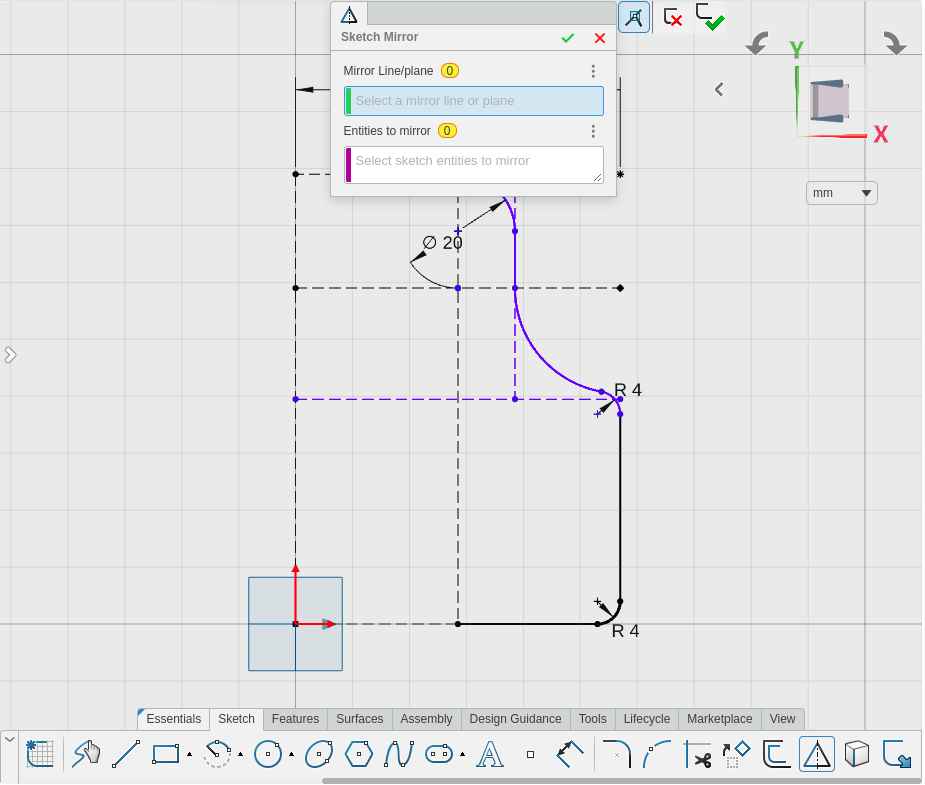 Sketch Mirror
Mirror Line/plane 0
Select a mirror line or plane
Entities to mirror 0
Select sketch entities to mirror
Y
X
mm
∅ 20
R 4
R 4
Essentials Sketch Features Surfaces Assembly Design Guidance Tools Lifecycle Marketplace View
A